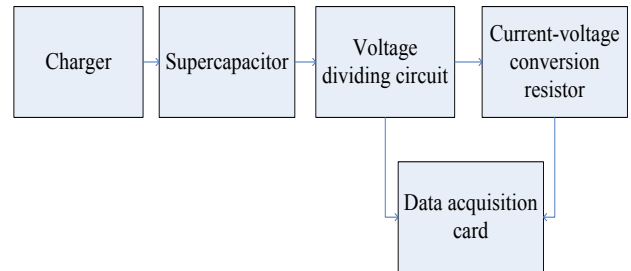 Charger
Supercapacitor
Voltage
dividing circuit
Current-voltage
conversion
resistor
Data acquisition
card